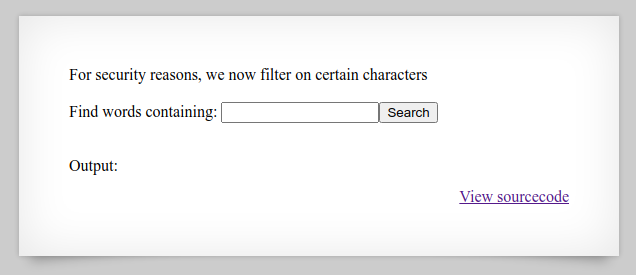 For security reasons, we now filter on certain characters
Find words containing: Search
Output:
View sourcecode